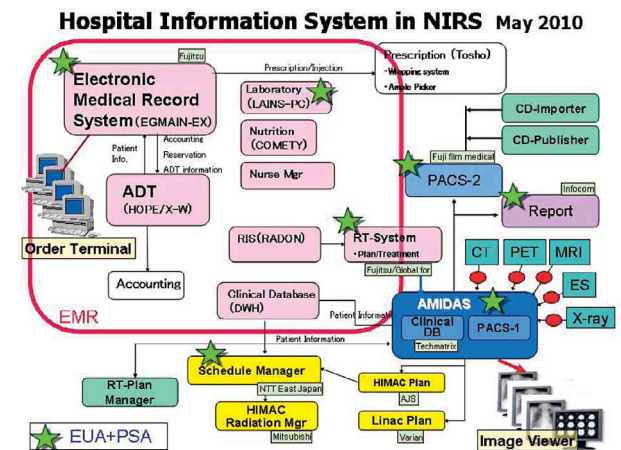 Hospital Information System in NIRS May 2010
Fujitsu
Electronic
Medical Record
System (EGMAIN-EX)
Prescription/Injection
Prescription (Tosho)
・Wrapping system
・Ample Picker
Laboratory
(LAINS-PC)
Nutrition
(COMETY)
Nurse Mgr
CD-Importer
CD-Publisher
Fuji film medical
PACS-2
Infocom
Report
Patient
Info.
Accounting
Reservation
ADT information
ADT
(HOPE/X-W)
Order Terminal
Accounting
RIS(RADON)
RT-System
・Plan/Treatment
Fujitsu/Global for
CT
PET
MRI
ES
X-ray
Clinical Database
(DWH)
Patient Informati
EMR
AMIDAS
Clinical
DB
PACS-1
Techmatrix
Patient Information
RT-Plan
Manager
Schedule Manager
NTT East Japan
HIMAC
Radiation Mgr
Mitsubishi
HIMAC Plan
AJS
Linac Plan
Varian
Image Viewer
EUA+PSA